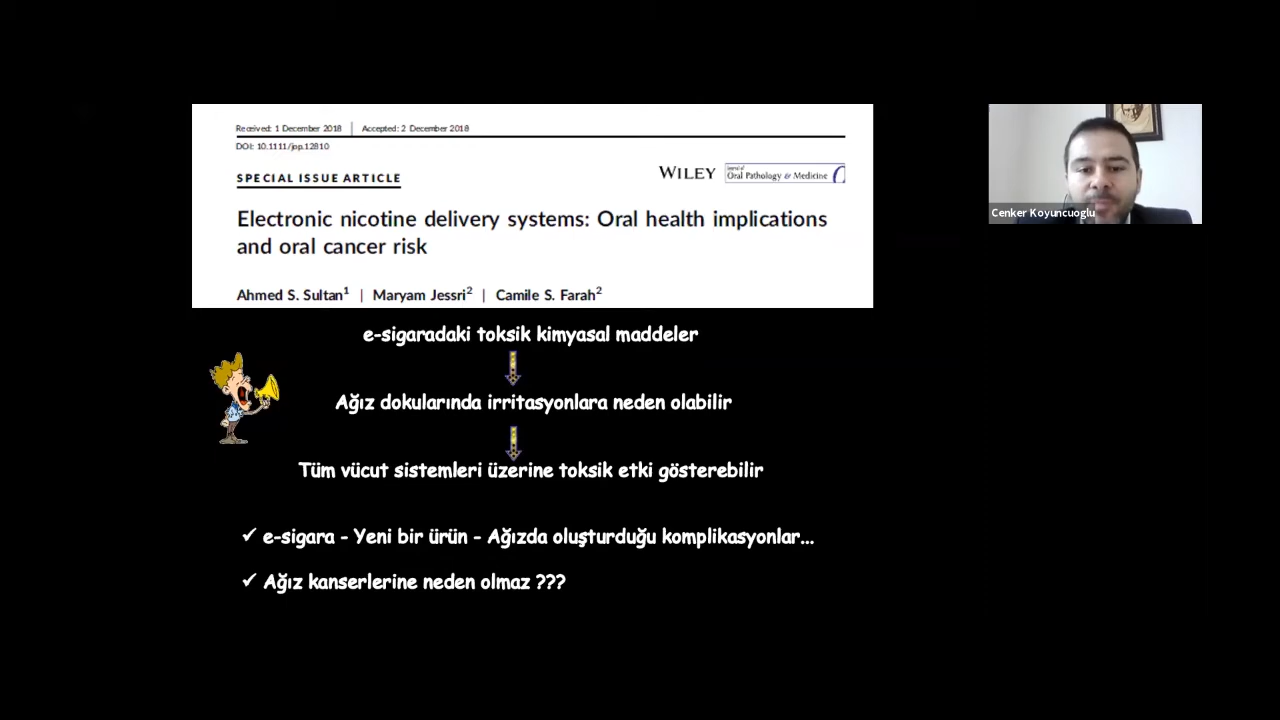 Received: 1 December 2018 | Accepted: 2 December 2018
DOI: 10.1111/jop.12810
SPECIAL ISSUE ARTICLE
WILEY
Journal of
Oral Pathology & Medicine
Electronic nicotine delivery systems: Oral health implications
and oral cancer risk
Ahmed S. Sultan1 | Maryam Jessri2 | Camile S. Farah2
Cenker Koyuncuoglu
e-sigaradaki toksik kimyasal maddeler
Ağız dokularında irritasyonlara neden olabilir
Tüm vücut sistemleri üzerine toksik etki gösterebilir
✓ e-sigara - Yeni bir ürün - Ağızda oluşturduğu komplikasyonlar...
✓ Ağız kanserlerine neden olmaz ???